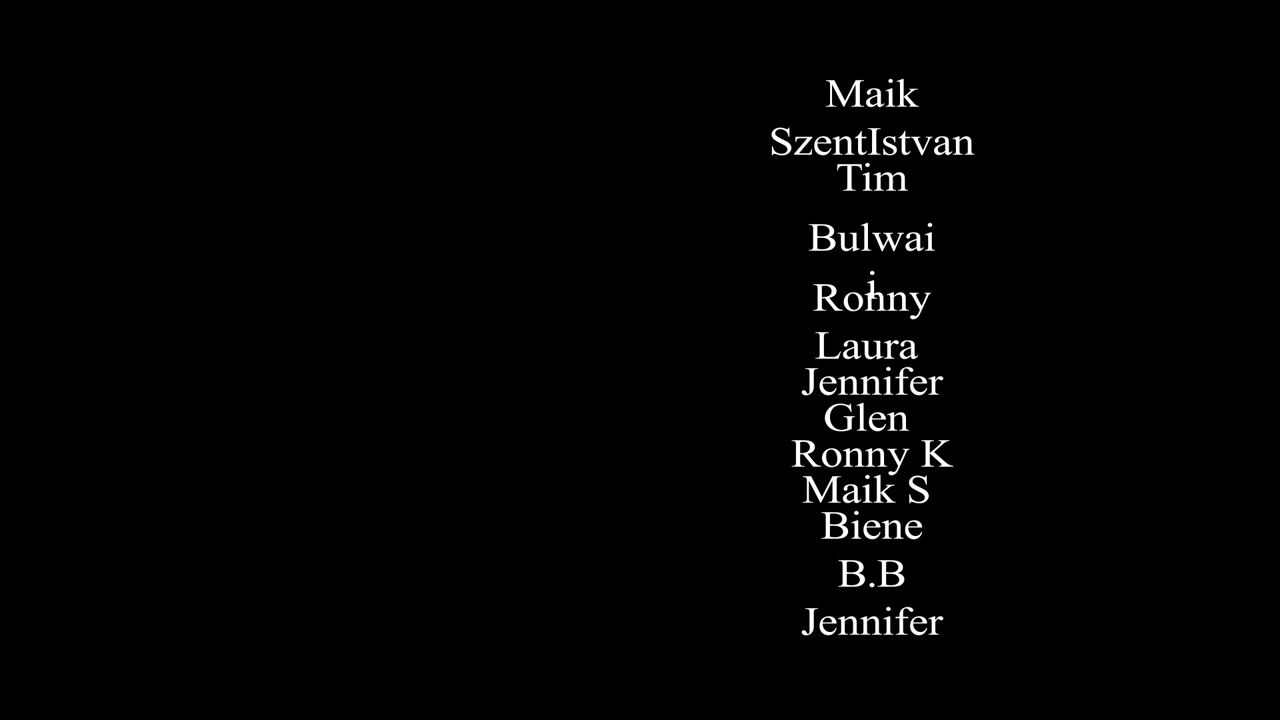 Maik
SzentIstvan
Tim
Bulwai
i
Ronny
Laura
Jennifer
Glen
Ronny K
Maik S
Biene
B.B
Jennifer